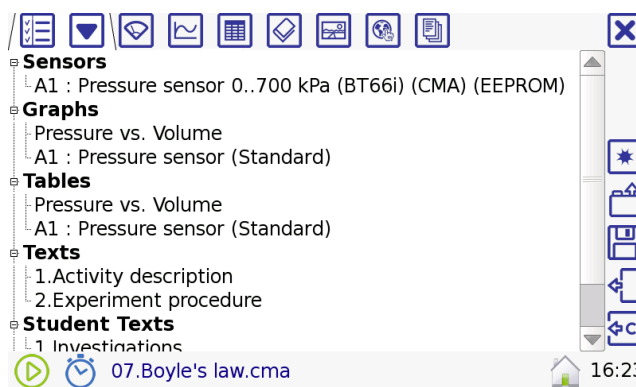 Sensors
A1 : Pressure sensor 0..700 kPa (BT66i) (CMA) (EEPROM)
Graphs
Pressure vs. Volume
A1 : Pressure sensor (Standard)
Tables
Pressure vs. Volume
A1 : Pressure sensor (Standard)
Texts
1.Activity description
2.Experiment procedure
Student Texts
1.Investigations
07.Boyle's law.cma
16:23